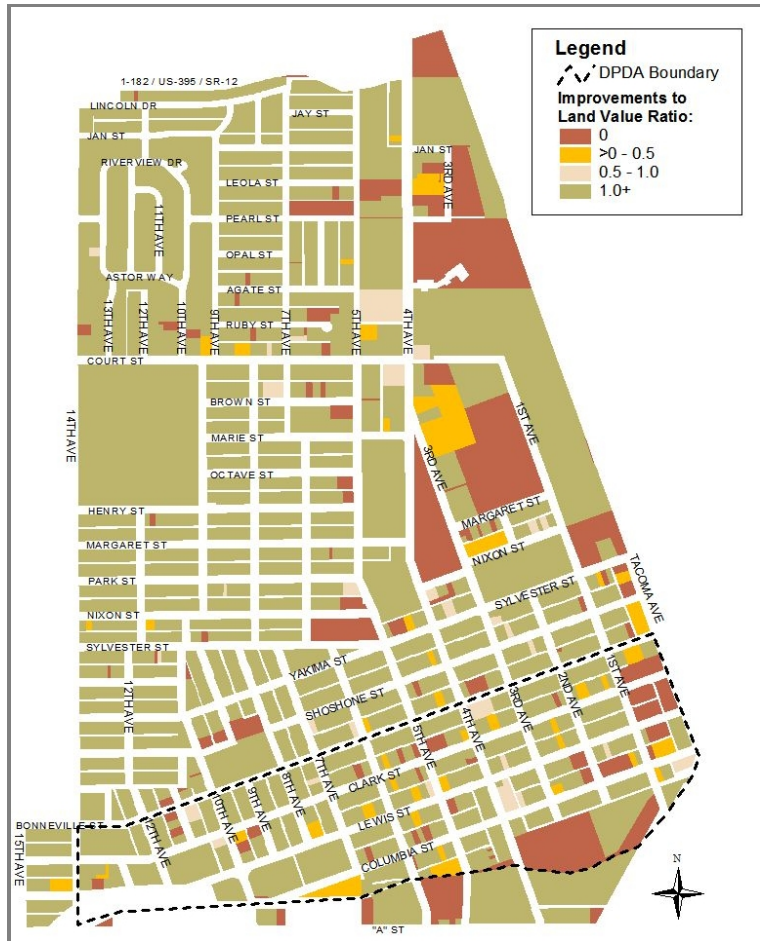 Legend
DPDA Boundary
Improvements to
Land Value Ratio:
0
>0 - 0.5
0.5 - 1.0
1.0+
1-182 / US-395 / SR-12
LINCOLN DR
JAY ST
JAN ST
JAN ST
RIVERVIEW DR
3RD AVE
LEOLA ST
11TH AVE
PEARL ST
OPAL ST
ASTOR WAY
AGATE ST
13TH AVE
12TH AVE
10TH AVE
9TH AVE
7TH AVE
5TH AVE
4TH AVE
RUBY ST
COURT ST
BROWN ST
1ST AVE
14TH AVE
MARIE ST
3RD AVE
OCTAVE ST
HENRY ST
MARGARET ST
MARGARET ST
NIXON ST
PARK ST
SYLVESTER ST
TACOMA AVE
NIXON ST
SYLVESTER ST
YAKIMA ST
12TH AVE
SHOSHONE ST
1ST AVE
2ND AVE
3RD AVE
4TH AVE
5TH AVE
7TH AVE
8TH AVE
9TH AVE
10TH AVE
12TH AVE
CLARK ST
LEWIS ST
BONNEVILLE ST
15TH AVE
COLUMBIA ST
N
"A" ST